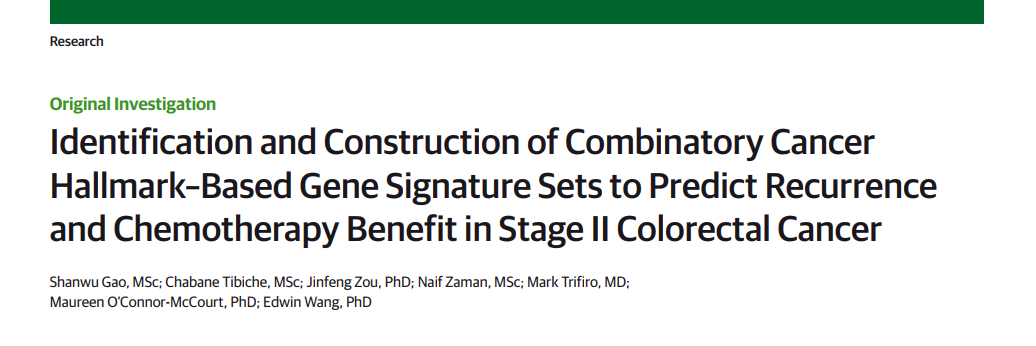 Research
Original Investigation
Identification and Construction of Combinatory Cancer
Hallmark–Based Gene Signature Sets to Predict Recurrence
and Chemotherapy Benefit in Stage II Colorectal Cancer
Shanwu Gao, MSc; Chabane Tibiche, MSc; Jinfeng Zou, PhD; Naif Zaman, MSc; Mark Trifiro, MD;
Maureen O’Connor-McCourt, PhD; Edwin Wang, PhD